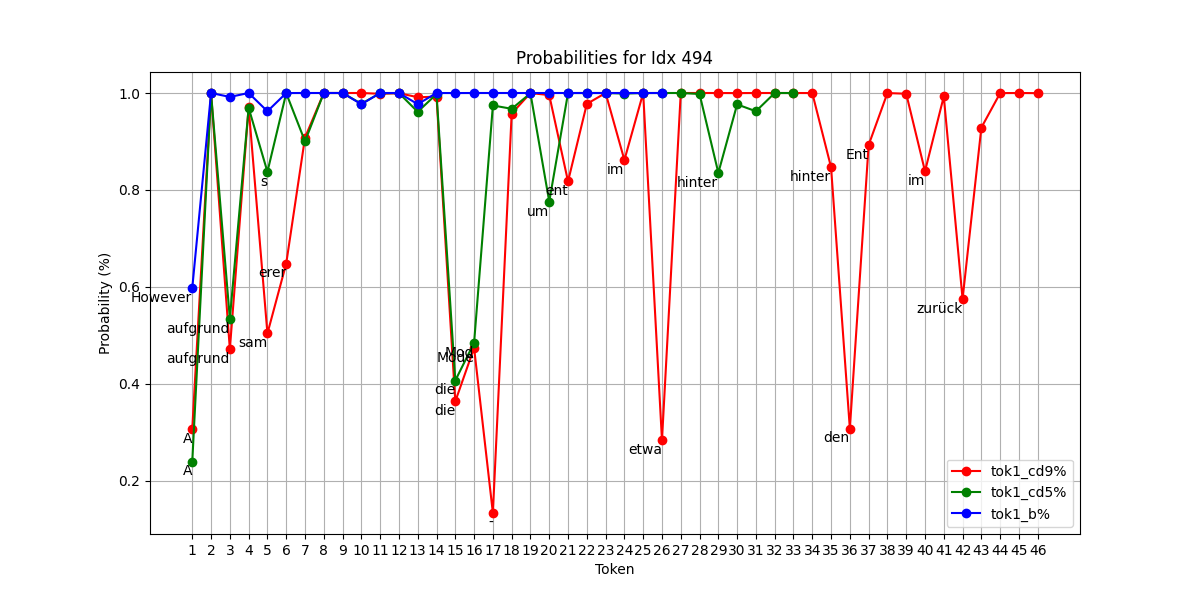 Probabilities for Idx 494
Probability (%)
1.0
0.8
0.6
0.4
0.2
However
aufgrund
aufgrund
A
A
s
sam
erer
Mod
Mode
die
die
-
um
ent
im
etwa
hinter
hinter
Ent
den
im
zurück
tok1_cd9%
tok1_cd5%
tok1_b%
1 2 3 4 5 6 7 8 9 10 11 12 13 14 15 16 17 18 19 20 21 22 23 24 25 26 27 28 29 30 31 32 33 34 35 36 37 38 39 40 41 42 43 44 45 46
Token